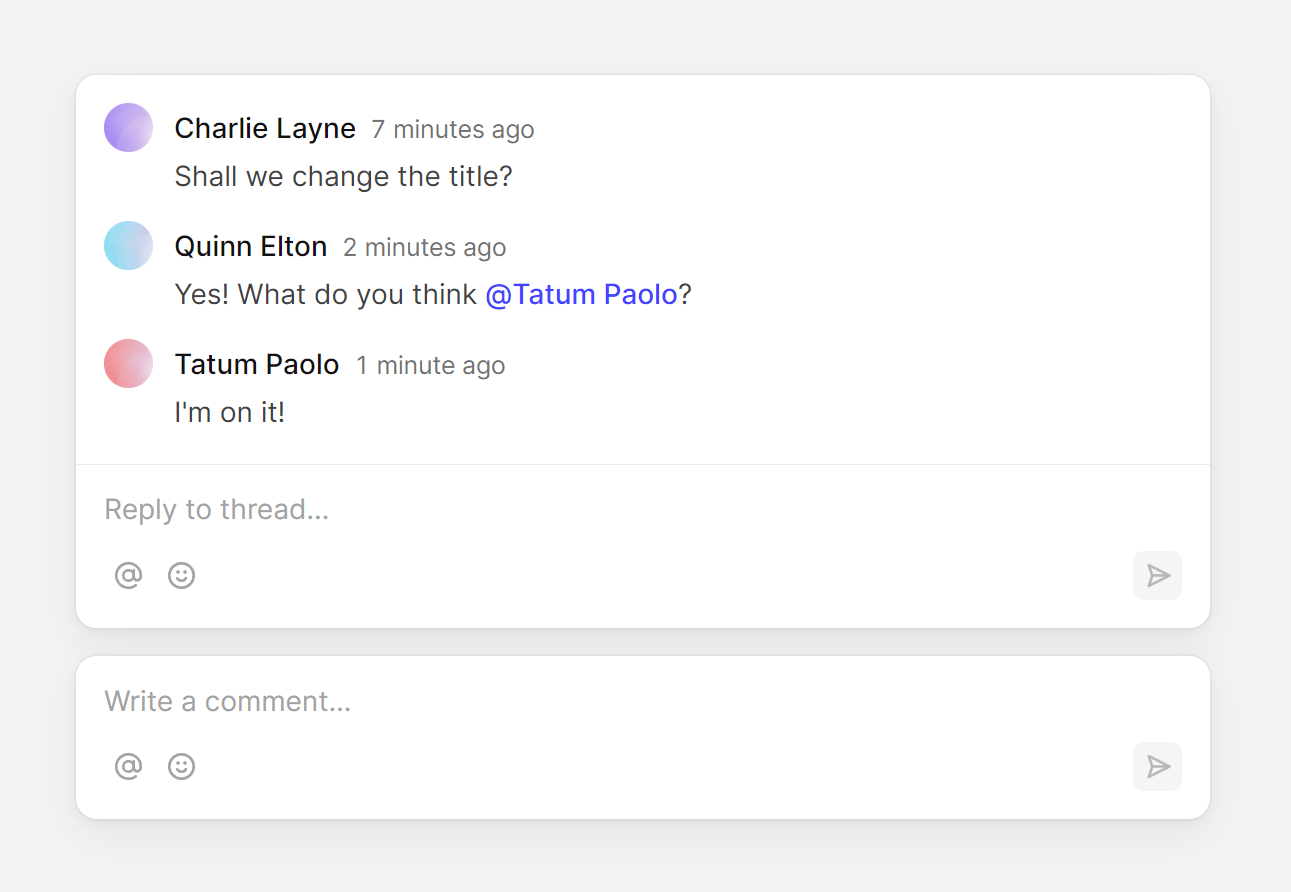 Charlie Layne 7 minutes ago
Shall we change the title?
Quinn Elton 2 minutes ago
Yes! What do you think @Tatum Paolo?
Tatum Paolo 1 minute ago
I'm on it!
Reply to thread…
Write a comment…